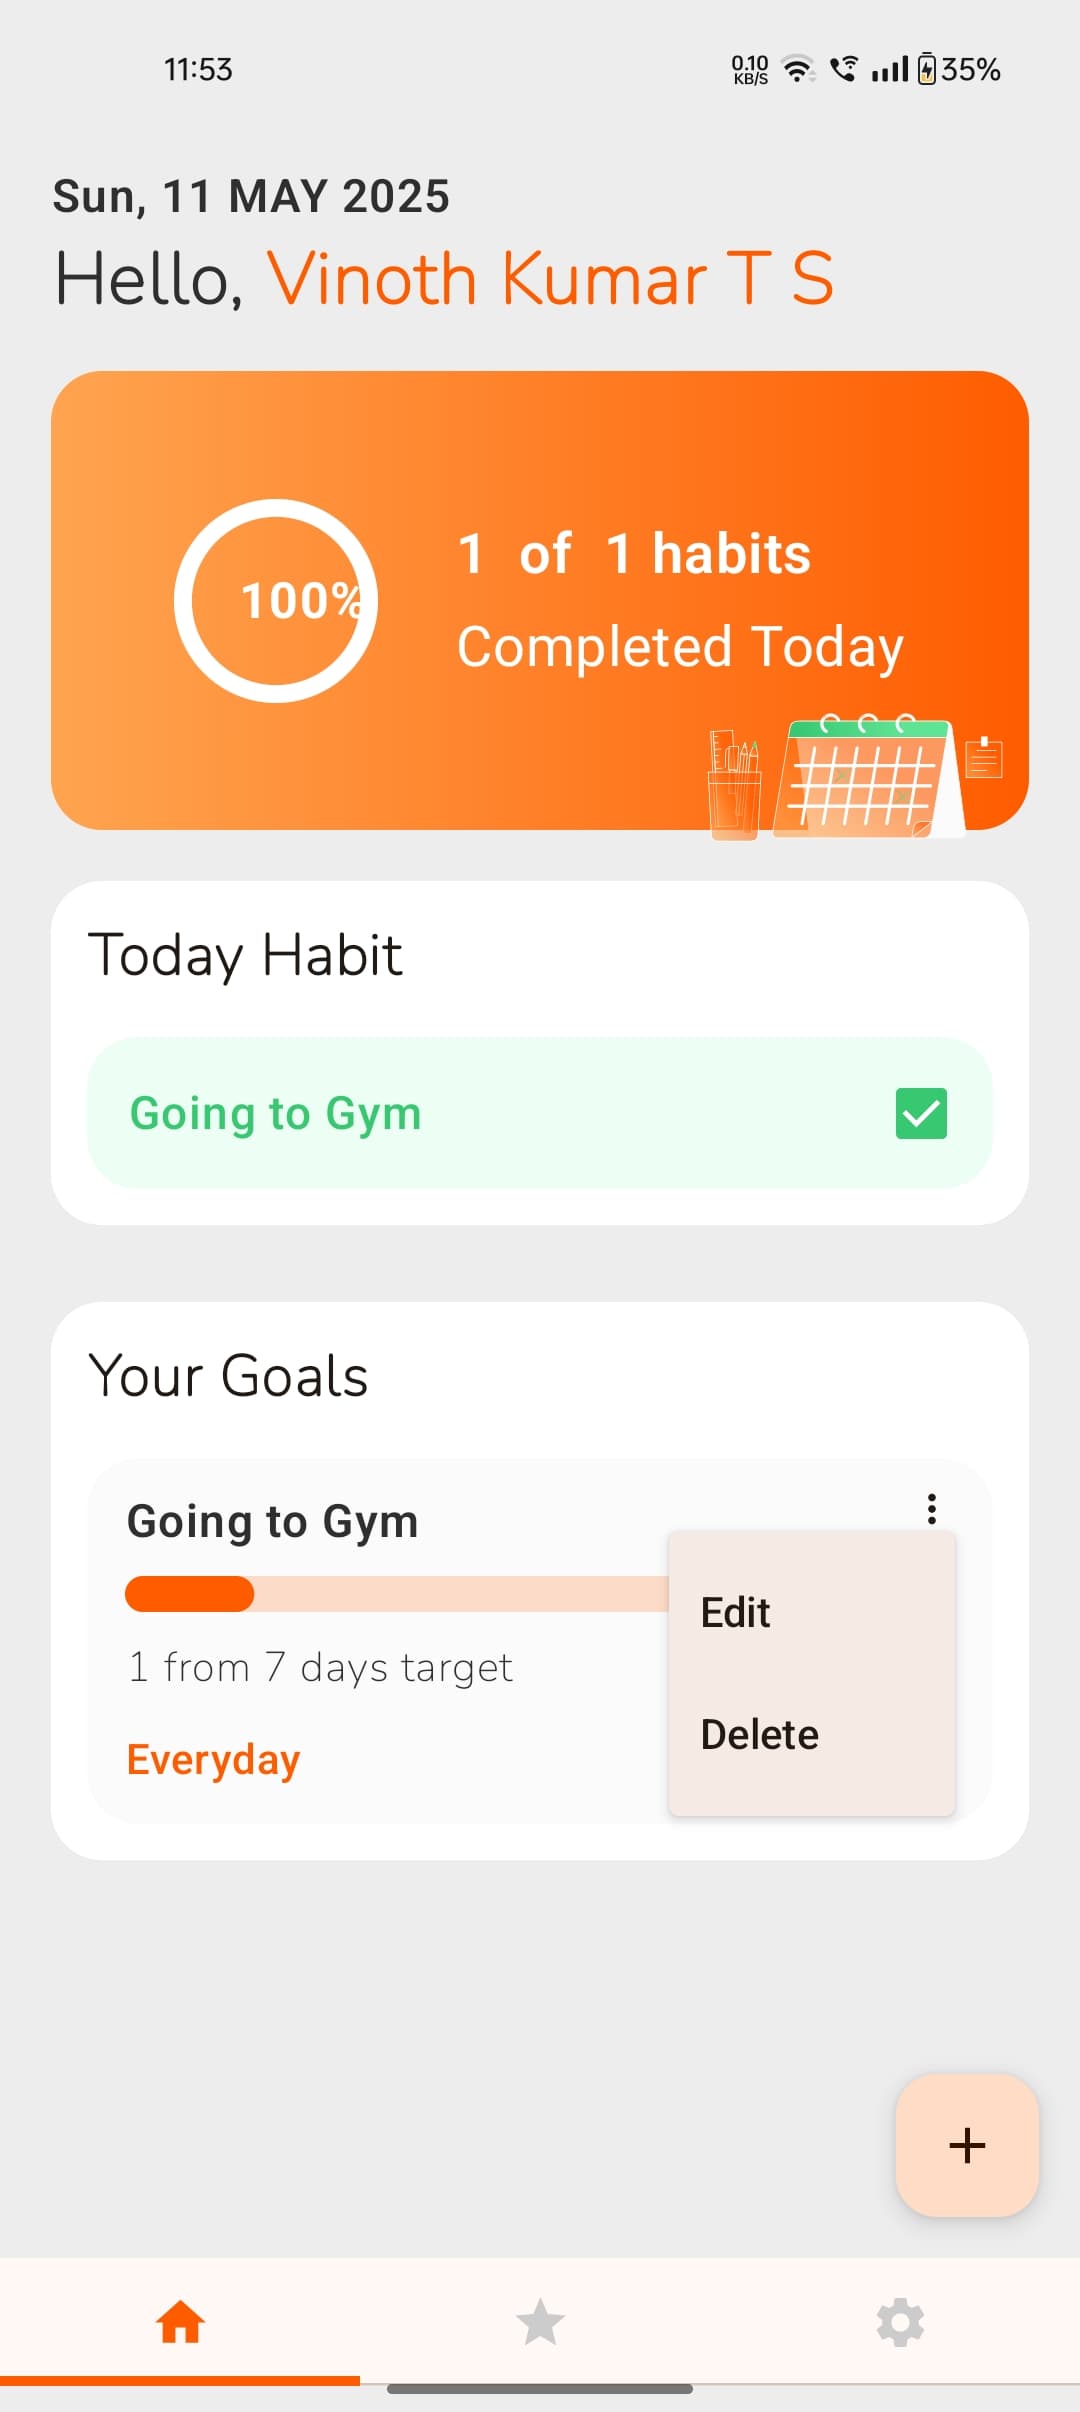 11:53
0.10 KB/S
35%
Sun, 11 MAY 2025
Hello, Vinoth Kumar T S
100%
1 of 1 habits
Completed Today
Today Habit
Going to Gym
Your Goals
Going to Gym
Edit
1 from 7 days target
Delete
Everyday